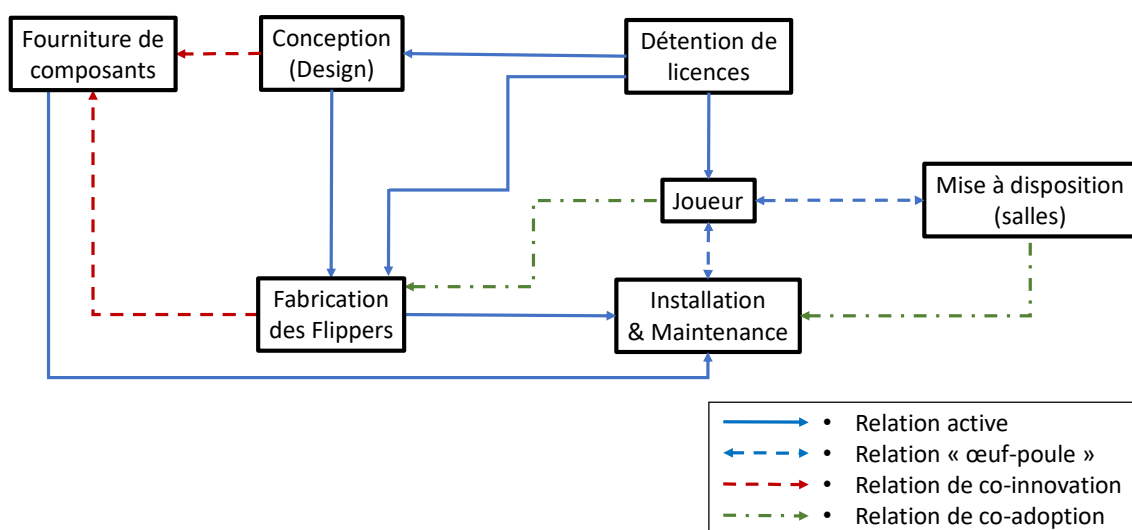 Fourniture de
composants
Conception
(Design)
Détention de
licences
Joueur
Mise à disposition
(salles)
Fabrication
des Flippers
Installation
& Maintenance
• Relation active
• Relation « œuf-poule »
• Relation de co-innovation
• Relation de co-adoption